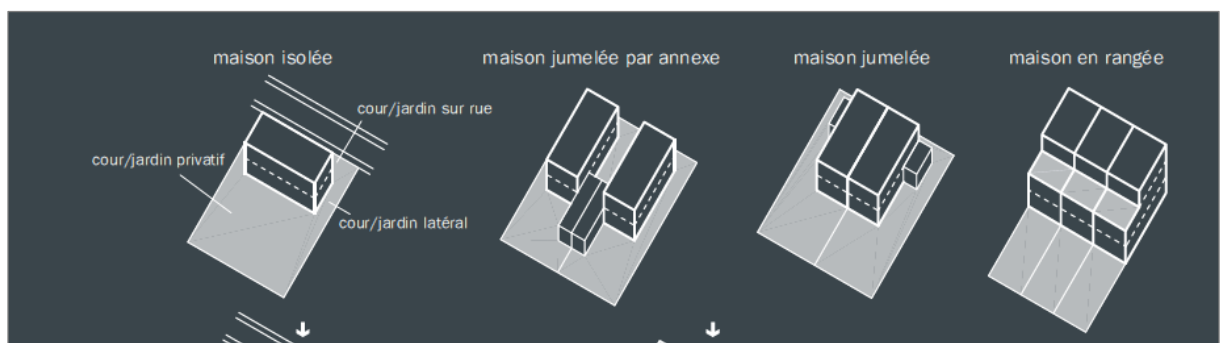 maison isolée
maison jumelée par annexe
maison jumelée
maison en rangée
cour/jardin sur rue
cour/jardin privatif
cour/jardin latéral